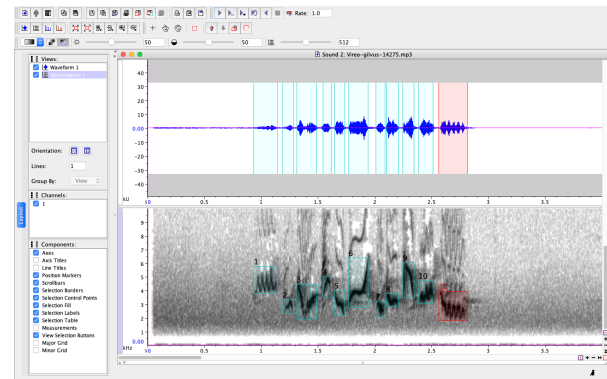 Rate: 1.0
50
50
512
Layout:
Views:
Waveform 1
Spectrogram 1
Orientation:
Lines: 1
Group By: View
Channels:
1
Components:
Axes
Axis Titles
Line Titles
Position Markers
Scrollbars
Selection Borders
Selection Control Points
Selection Fill
Selection Labels
Selection Table
Measurements
View Selection Buttons
Major Grid
Minor Grid
Sound 2: Vireo-gilvus-14275.mp3
40
30
20
10
0.00
-10
-20
-30
-40
kU
0.5
1.5
2.5
3.5
9
8
7
6
5
4
3
2
1
0.00
kHz
0.5
1.5
2.5
3.5
1
2
5
6
8
10